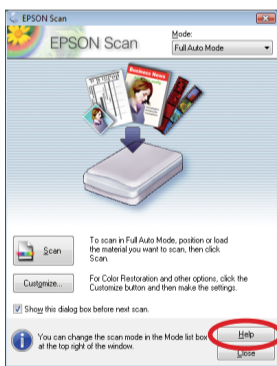 EPSON Scan
EPSON Scan
Mode:
Full Auto Mode
Business News
Scan
To scan in Full Auto Mode, position or load
the material you want to scan, then click
Scan.
Customize...
For Color Restoration and other options, click the
Customize button and then make the settings.
Show this dialog box before next scan.
You can change the scan mode in the Mode list box
at the top right of the window.
Help
Close